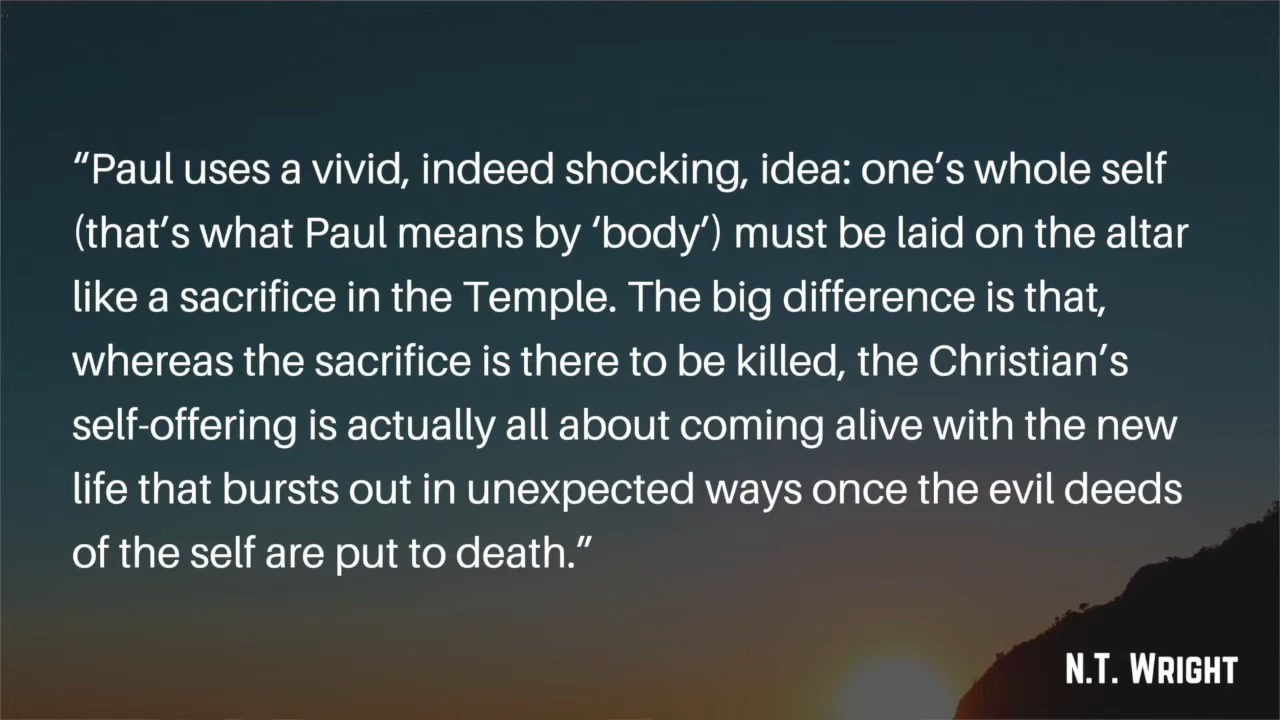 “Paul uses a vivid, indeed shocking, idea: one’s whole self
(that’s what Paul means by ‘body’) must be laid on the altar
like a sacrifice in the Temple. The big difference is that,
whereas the sacrifice is there to be killed, the Christian’s
self-offering is actually all about coming alive with the new
life that bursts out in unexpected ways once the evil deeds
of the self are put to death.”
N.T. Wright